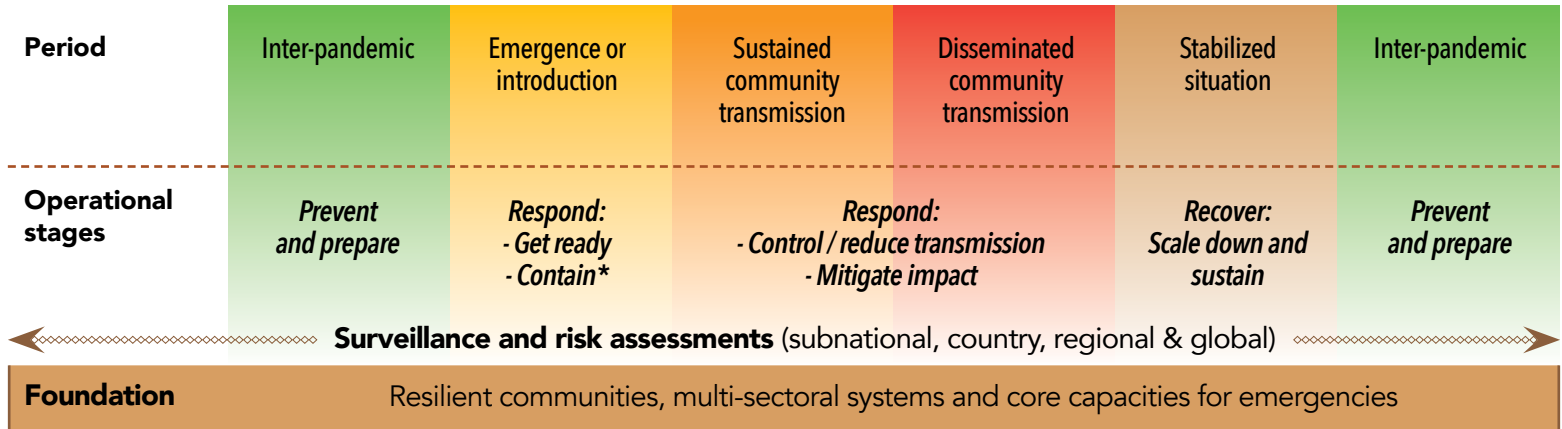 Period
Inter-pandemic
Emergence or
introduction
Sustained
community
transmission
Disseminated
community
transmission
Stabilized
situation
Inter-pandemic
Operational
stages
Prevent
and prepare
Respond:
- Get ready
- Contain*
Respond:
- Control / reduce transmission
- Mitigate impact
Recover:
Scale down and
sustain
Prevent
and prepare
Surveillance and risk assessments (subnational, country, regional & global)
Foundation
Resilient communities, multi-sectoral systems and core capacities for emergencies